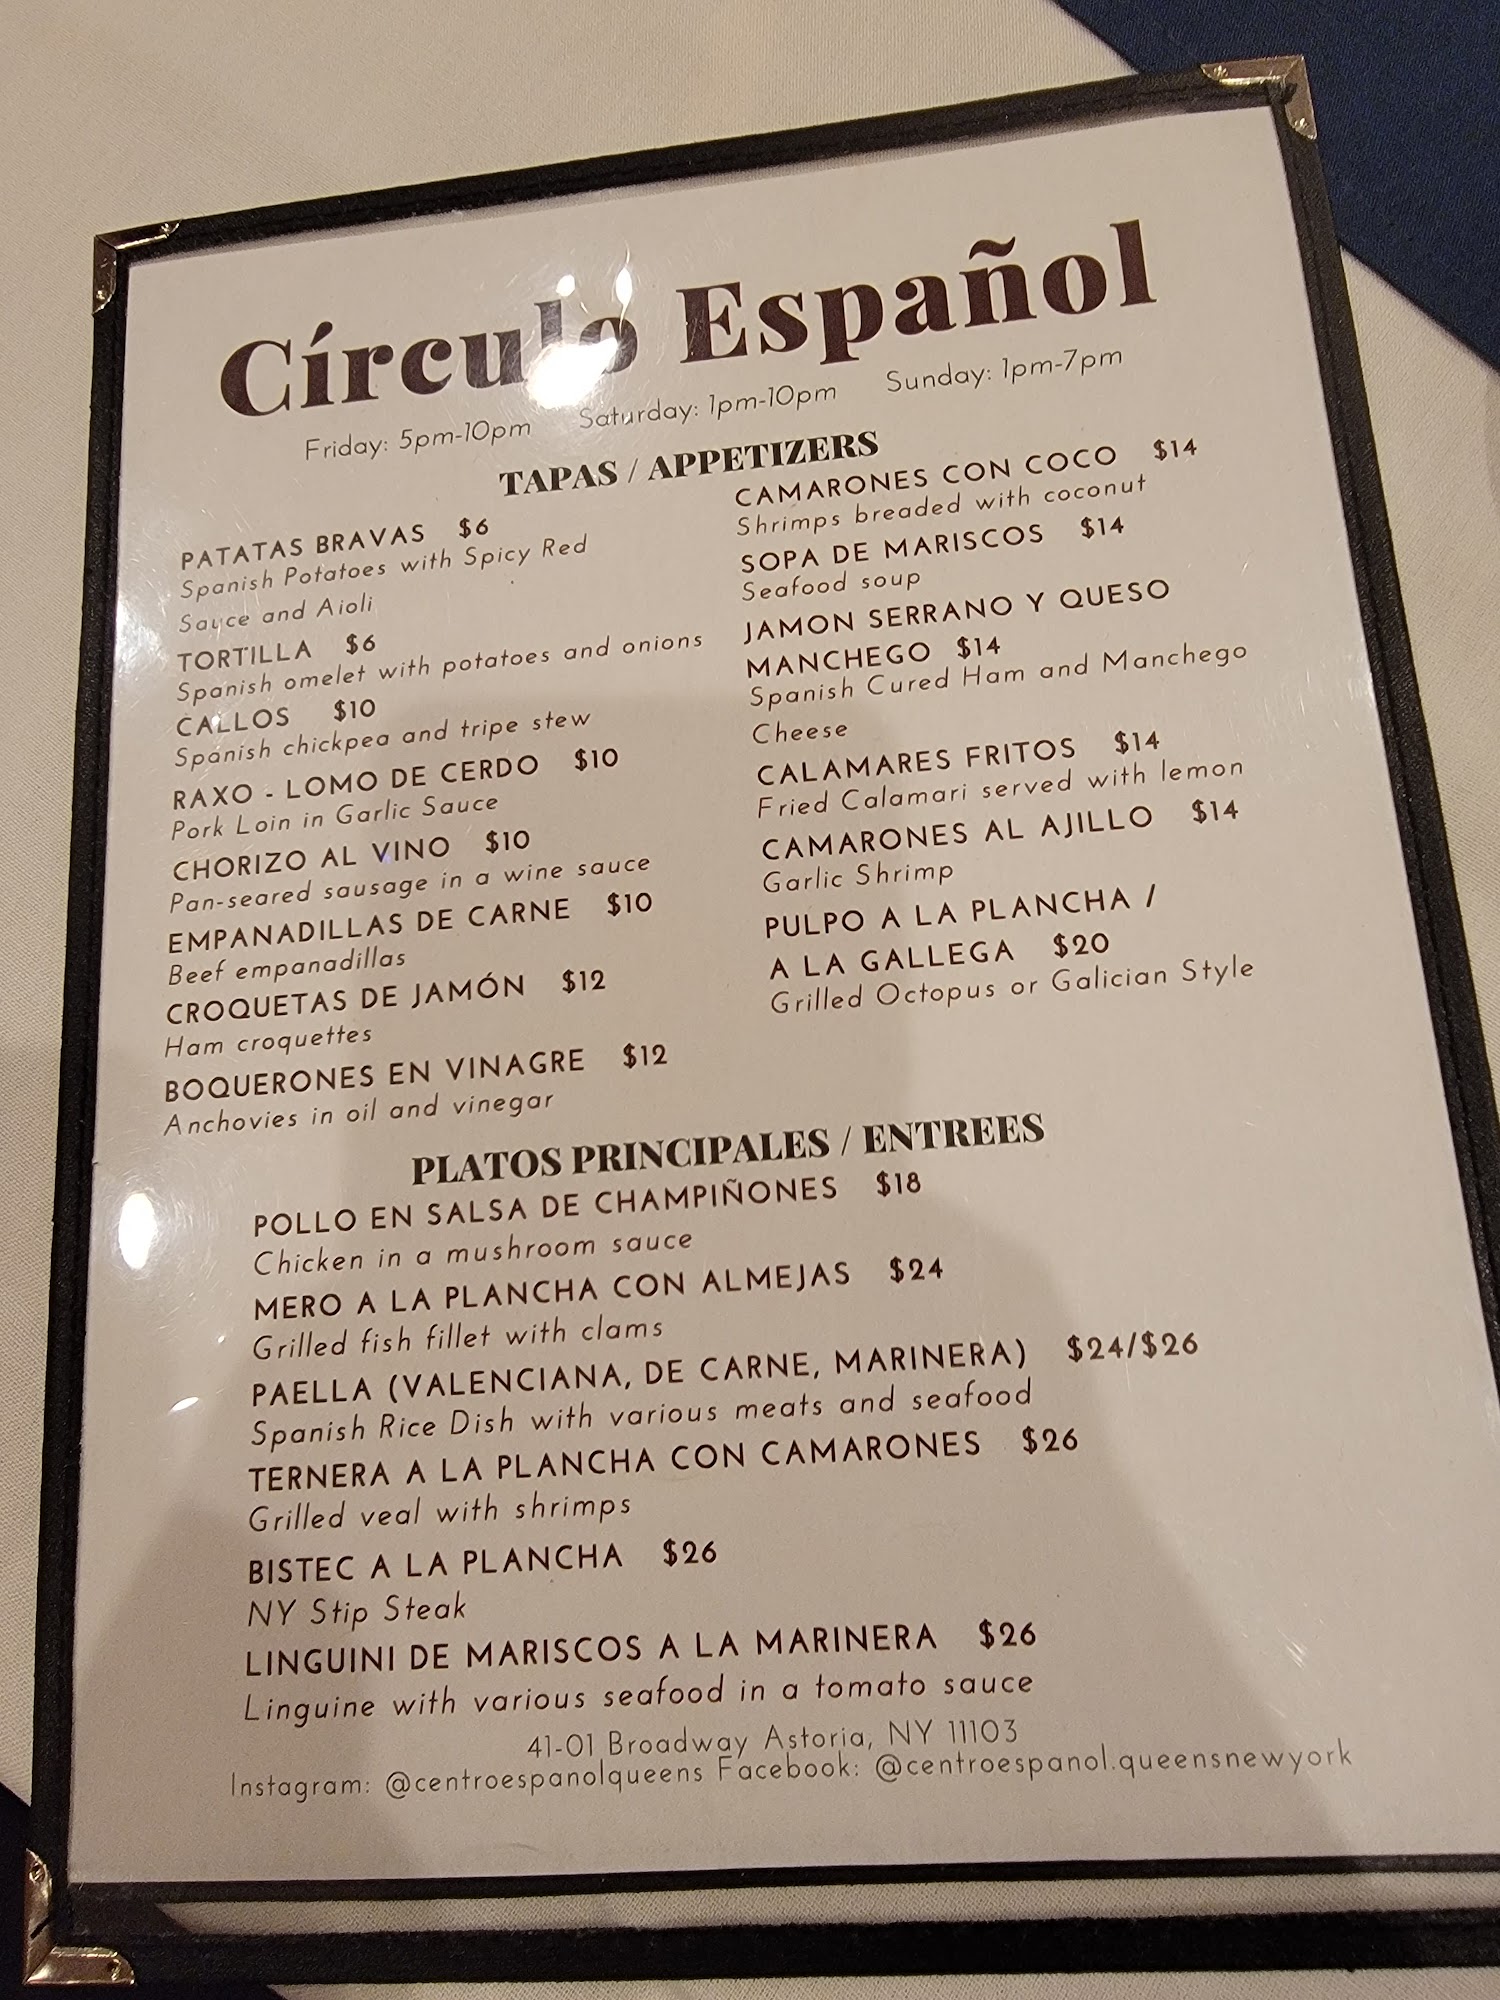 Círculo Español
Friday: 5pm-10pm Saturday: 1pm-10pm Sunday: 1pm-7pm
TAPAS / APPETIZERS
PATATAS BRAVAS $6
Spanish Potatoes with Spicy Red
Sauce and Aioli
TORTILLA $6
Spanish omelet with potatoes and onions
CALLOS $10
Spanish chickpea and tripe stew
RAXO - LOMO DE CERDO $10
Pork Loin in Garlic Sauce
CHORIZO AL VINO $10
Pan-seared sausage in a wine sauce
EMPANADILLAS DE CARNE $10
Beef empanadillas
CROQUETAS DE JAMÓN $12
Ham croquettes
BOQUERONES EN VINAGRE $12
Anchovies in oil and vinegar
CAMARONES CON COCO $14
Shrimps breaded with coconut
SOPA DE MARISCOS $14
Seafood soup
JAMON SERRANO Y QUESO
MANCHEGO $14
Spanish Cured Ham and Manchego
Cheese
CALAMARES FRITOS $14
Fried Calamari served with lemon
CAMARONES AL AJILLO $14
Garlic Shrimp
PULPO A LA PLANCHA /
A LA GALLEGA $20
Grilled Octopus or Galician Style
PLATOS PRINCIPALES / ENTREES
POLLO EN SALSA DE CHAMPIÑONES $18
Chicken in a mushroom sauce
MERO A LA PLANCHA CON ALMEJAS $24
Grilled fish fillet with clams
PAELLA (VALENCIANA, DE CARNE, MARINERA) $24/$26
Spanish Rice Dish with various meats and seafood
TERNERA A LA PLANCHA CON CAMARONES $26
Grilled veal with shrimps
BISTEC A LA PLANCHA $26
NY Stip Steak
LINGUINI DE MARISCOS A LA MARINERA $26
Linguine with various seafood in a tomato sauce
41-01 Broadway Astoria, NY 11103
Instagram: @centroespanolqueens Facebook: @centroespanol.queensnewyork